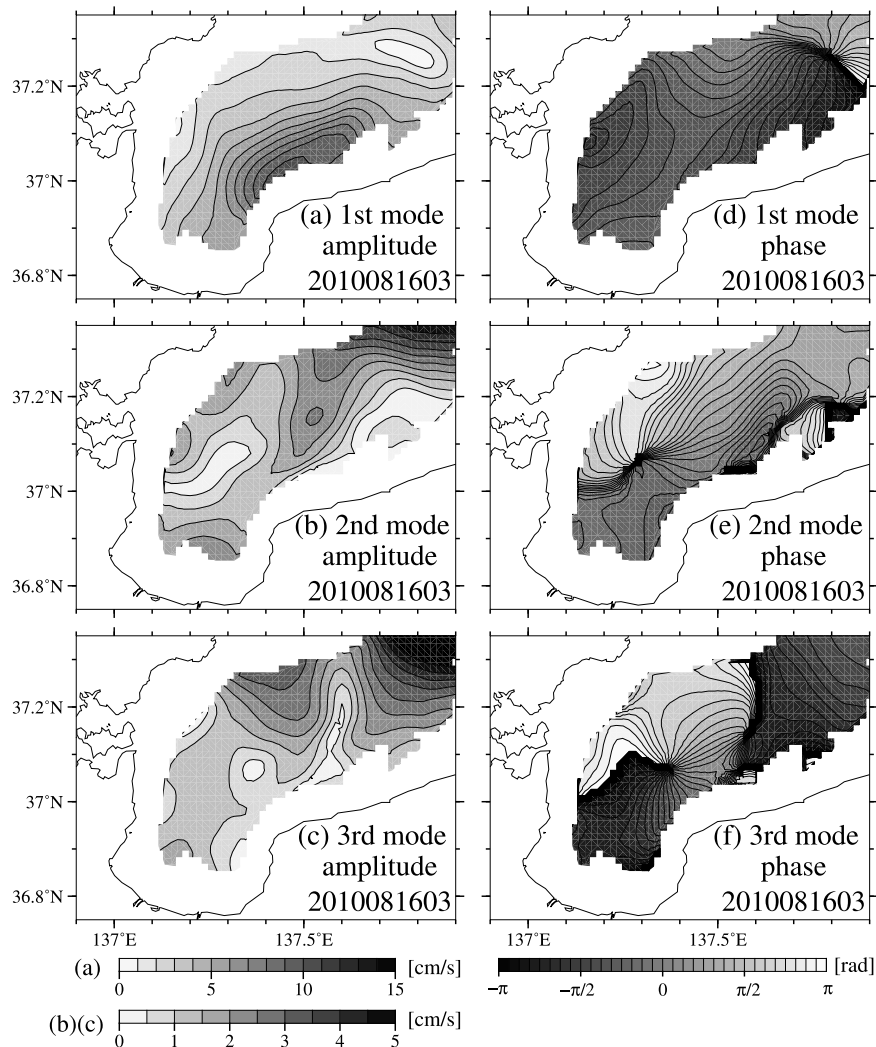 37.2°N
37°N
36.8°N
(a) 1st mode
amplitude
2010081603
(d) 1st mode
phase
2010081603
37.2°N
37°N
36.8°N
(b) 2nd mode
amplitude
2010081603
(e) 2nd mode
phase
2010081603
37.2°N
37°N
36.8°N
(c) 3rd mode
amplitude
2010081603
(f) 3rd mode
phase
2010081603
137°E 137.5°E
137°E 137.5°E
(a) [cm/s]
0 5 10 15
(b)(c) [cm/s]
0 1 2 3 4 5
[rad]
−π −π/2 0 π/2 π